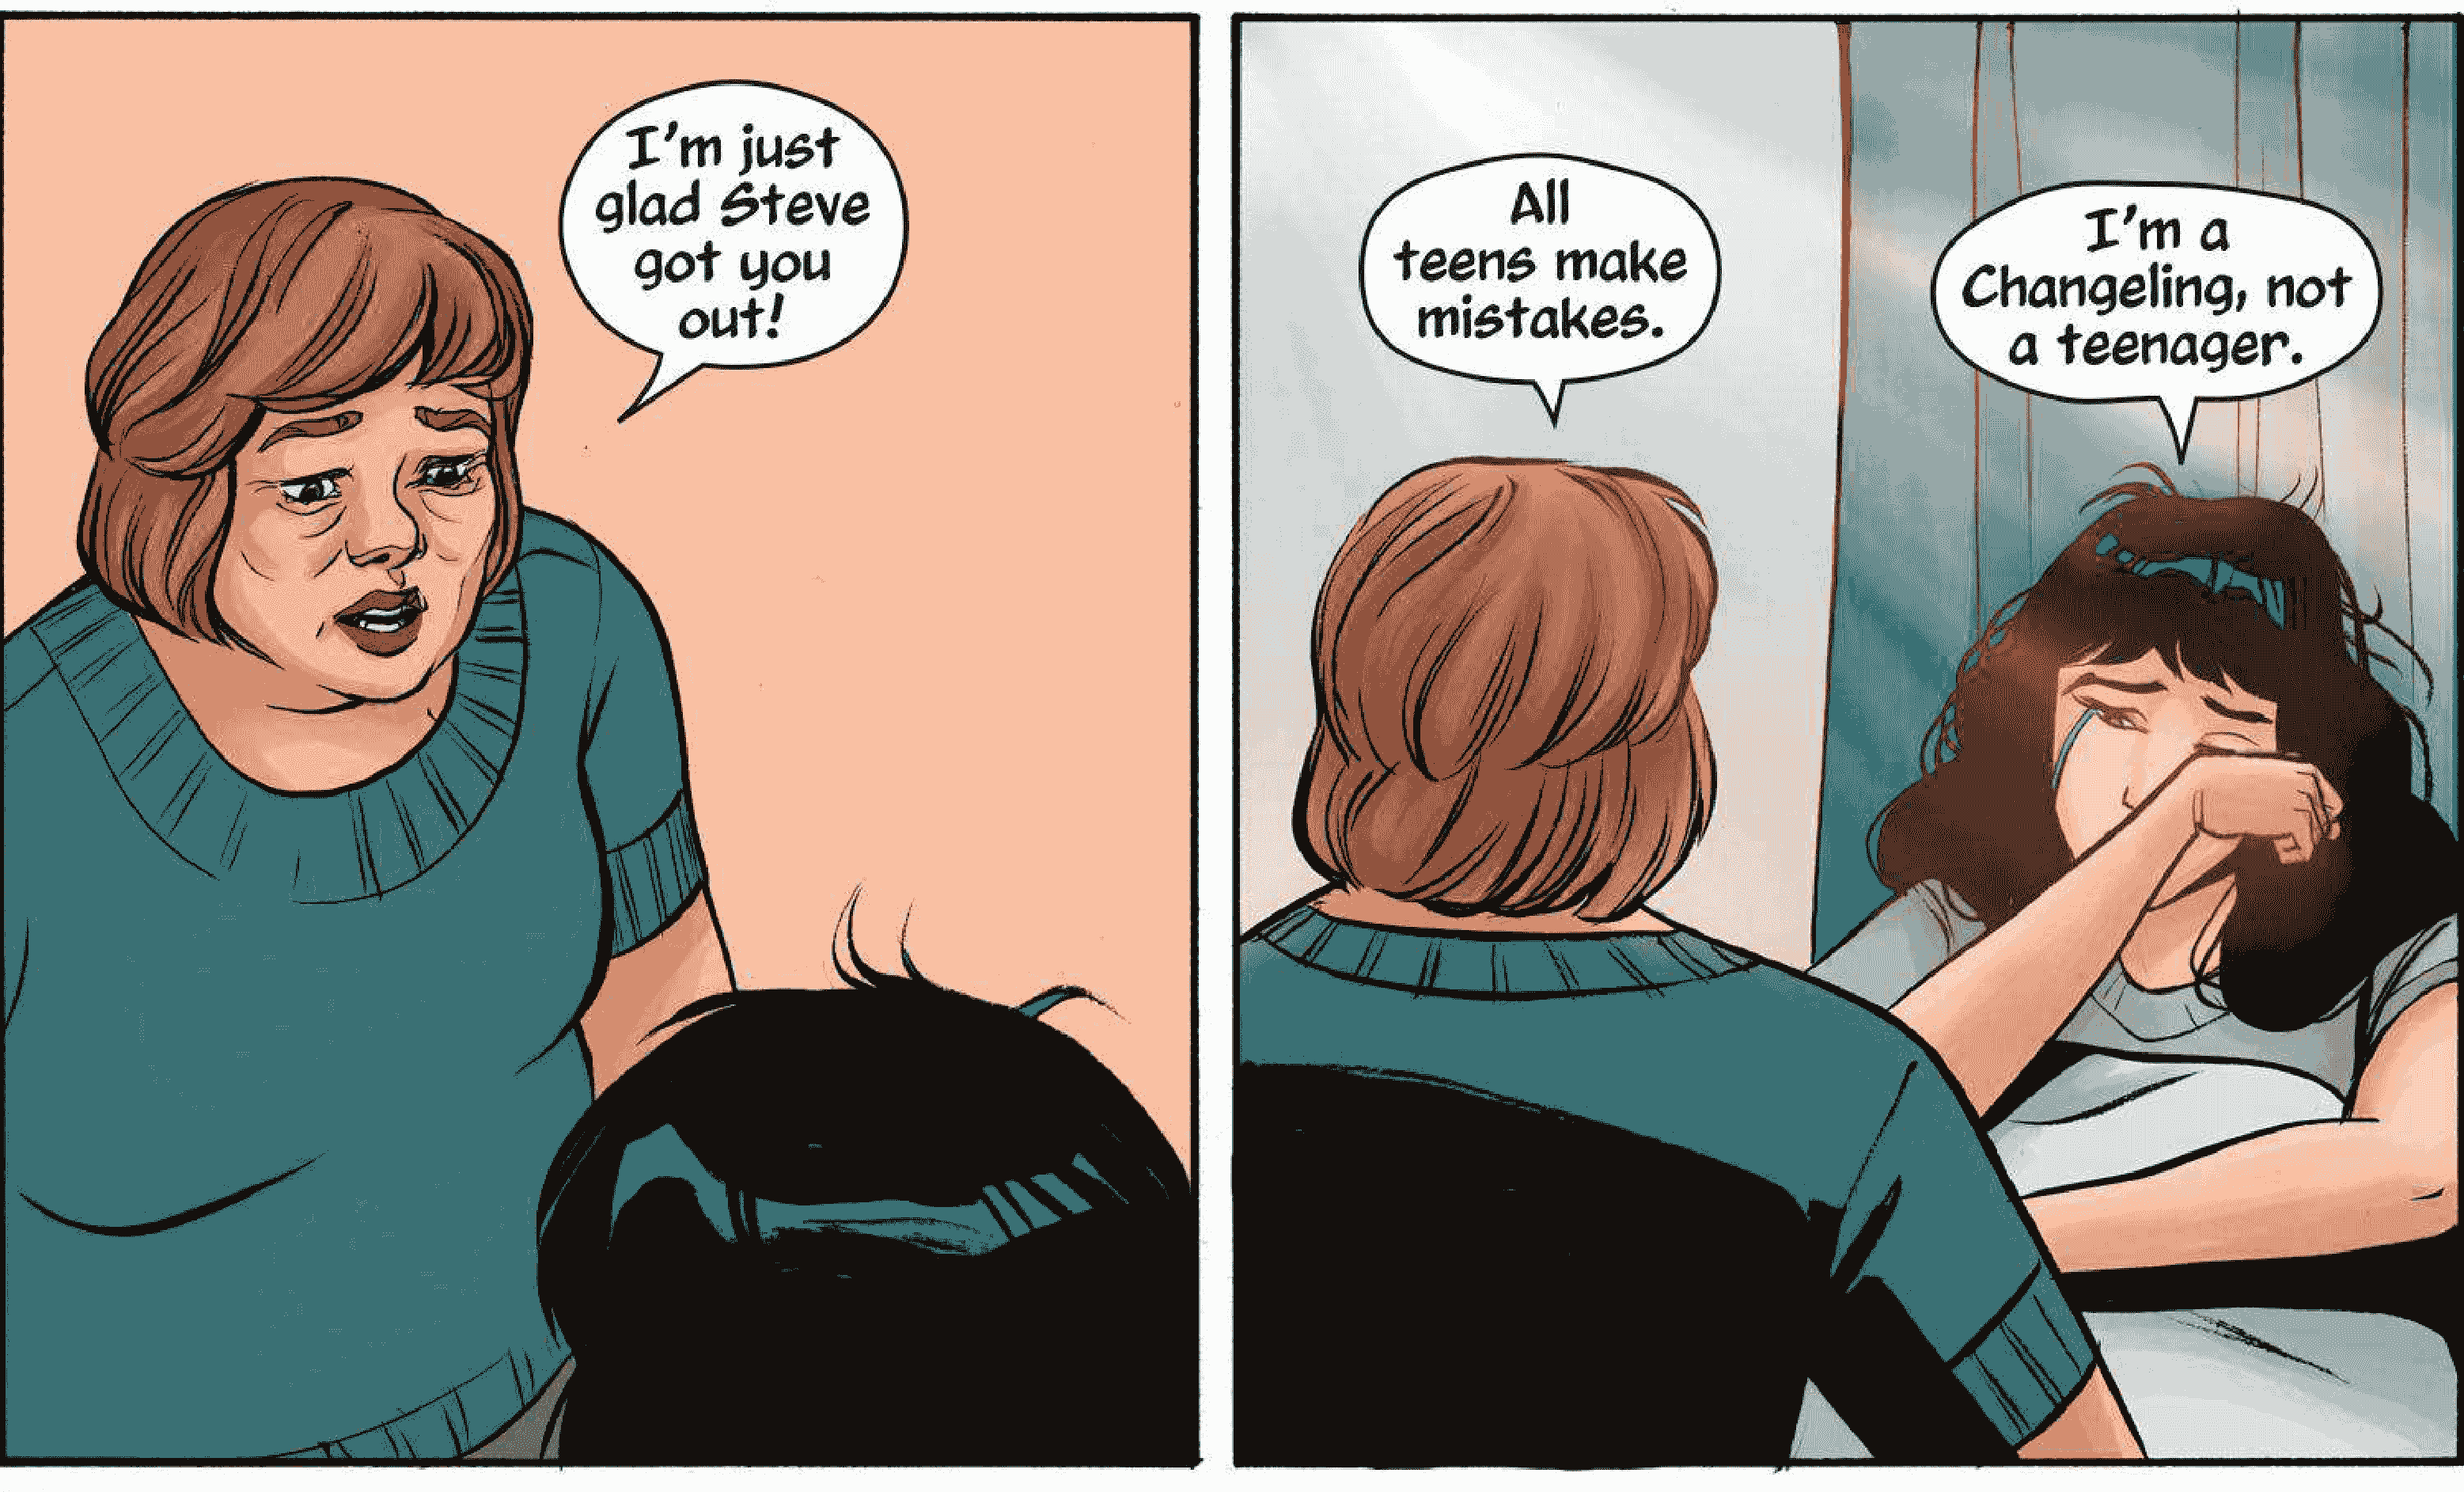 I'm just
glad Steve
got you
out!
All
teens make
mistakes.
I'm a
Changeling, not
a teenager.